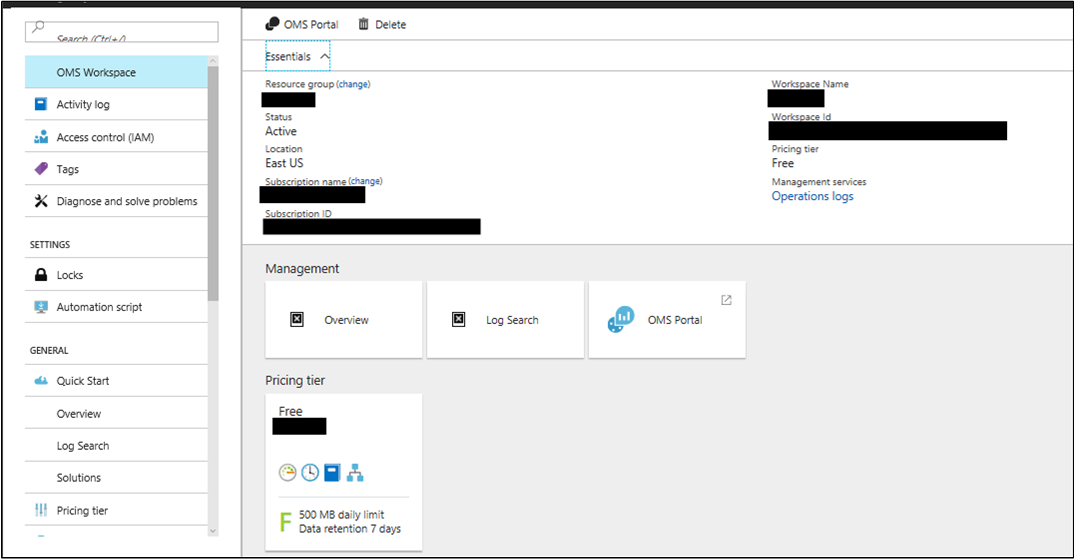 Search (Ctrl+/)
OMS Workspace
Activity log
Access control (IAM)
Tags
Diagnose and solve problems
SETTINGS
Locks
Automation script
GENERAL
Quick Start
Overview
Log Search
Solutions
Pricing tier
OMS Portal Delete
Essentials
Resource group (change)
Status
Active
Location
East US
Subscription name (change)
Subscription ID
Workspace Name
Workspace Id
Pricing tier
Free
Management services
Operations logs
Management
Overview
Log Search
OMS Portal
Pricing tier
Free
F
500 MB daily limit
Data retention 7 days